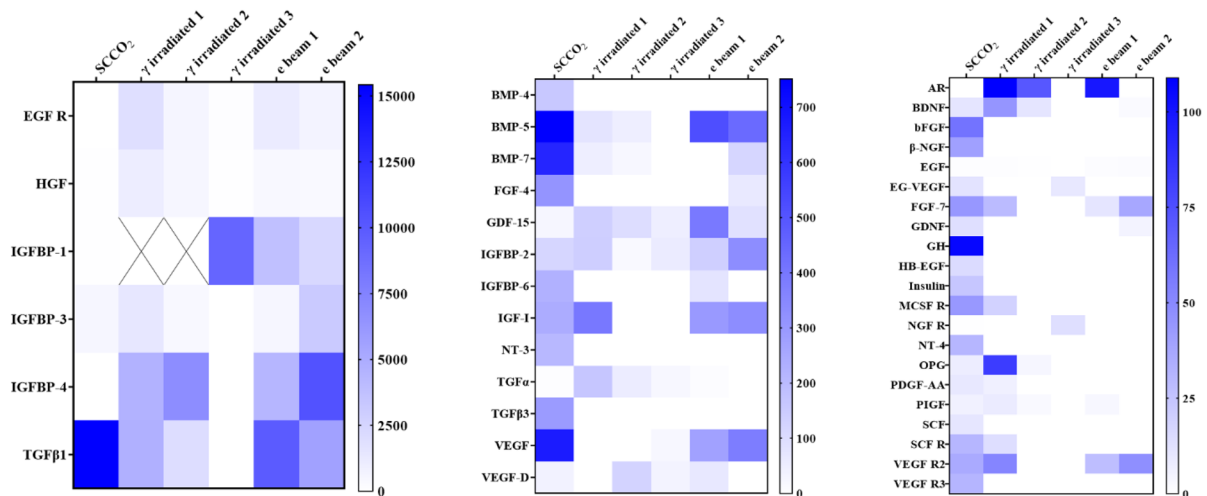 SCCO₂
γ irradiated 1
γ irradiated 2
γ irradiated 3
e beam 1
e beam 2
EGF R
HGF
IGFBP-1
IGFBP-3
IGFBP-4
TGFβ1
15000
12500
10000
7500
5000
2500
0
SCCO₂
γ irradiated 1
γ irradiated 2
γ irradiated 3
e beam 1
e beam 2
BMP-4
BMP-5
BMP-7
FGF-4
GDF-15
IGFBP-2
IGFBP-6
IGF-1
NT-3
TGFα
TGFβ3
VEGF
VEGF-D
700
600
500
400
300
200
100
0
SCCO₂
γ irradiated 1
γ irradiated 2
γ irradiated 3
e beam 1
e beam 2
AR
BDNF
bFGF
β-NGF
EGF
EG-VEGF
FGF-7
GDNF
GH
HB-EGF
Insulin
MCSF R
NGF R
NT-4
OPG
PDGF-AA
PIGF
SCF
SCF R
VEGF R2
VEGF R3
100
75
50
25
0